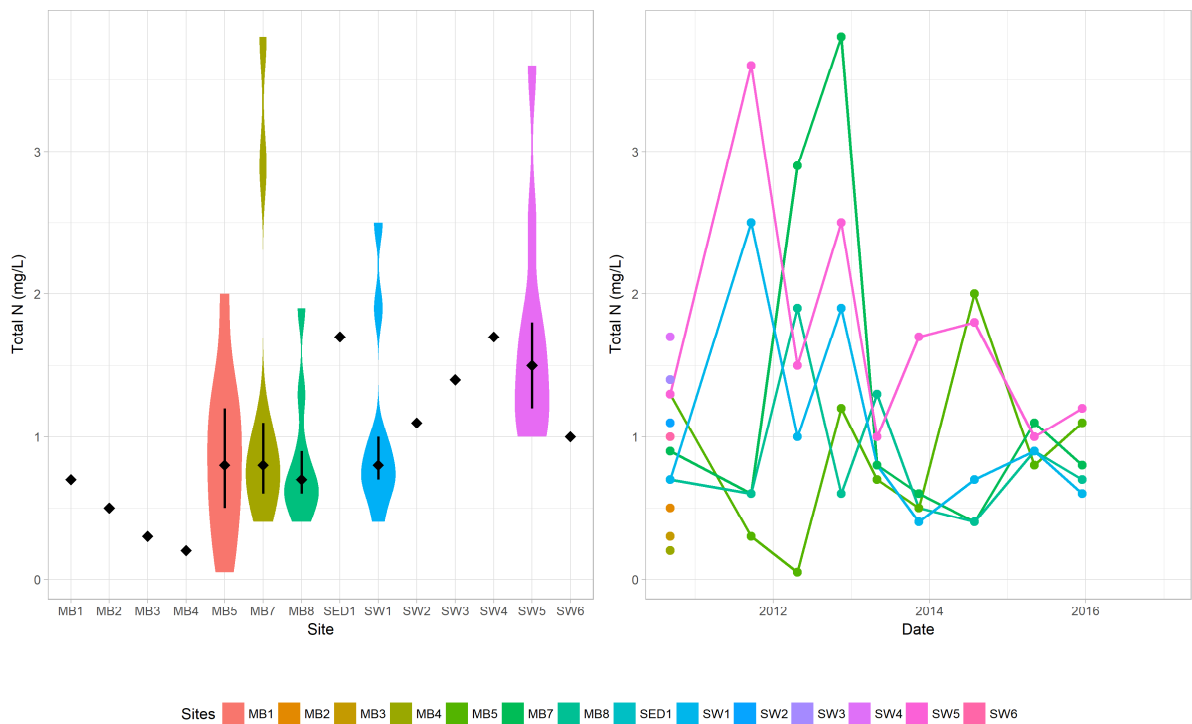 Total N (mg/L)
3
2
1
0
MB1 MB2 MB3 MB4 MB5 MB7 MB8 SED1 SW1 SW2 SW3 SW4 SW5 SW6
Site
Total N (mg/L)
3
2
1
0
2012 2014 2016
Date
Sites MB1 MB2 MB3 MB4 MB5 MB7 MB8 SED1 SW1 SW2 SW3 SW4 SW5 SW6